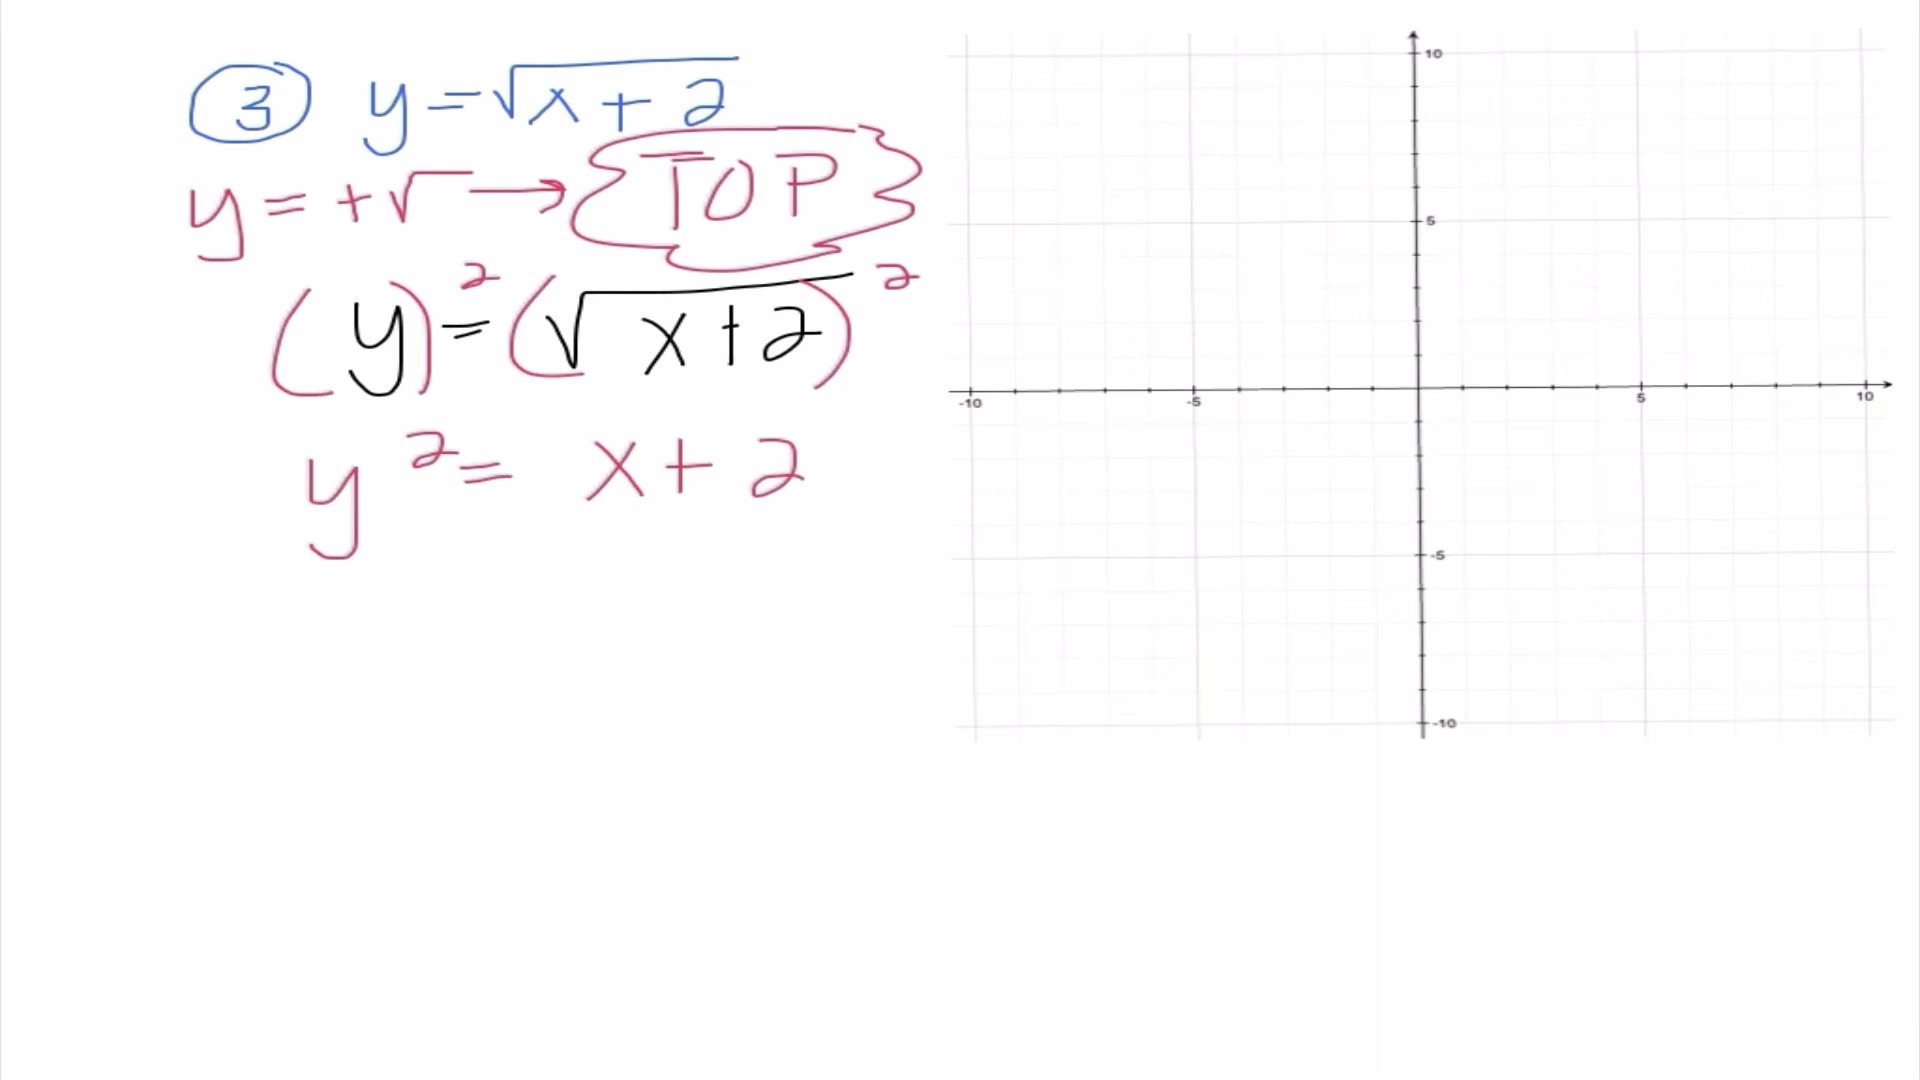 ③ y = √(x + 2)
y = +√ → {TOP}
(y)² = (√(x+2))²
y² = x + 2
10
5
-10 -5 5 10
-5
-10